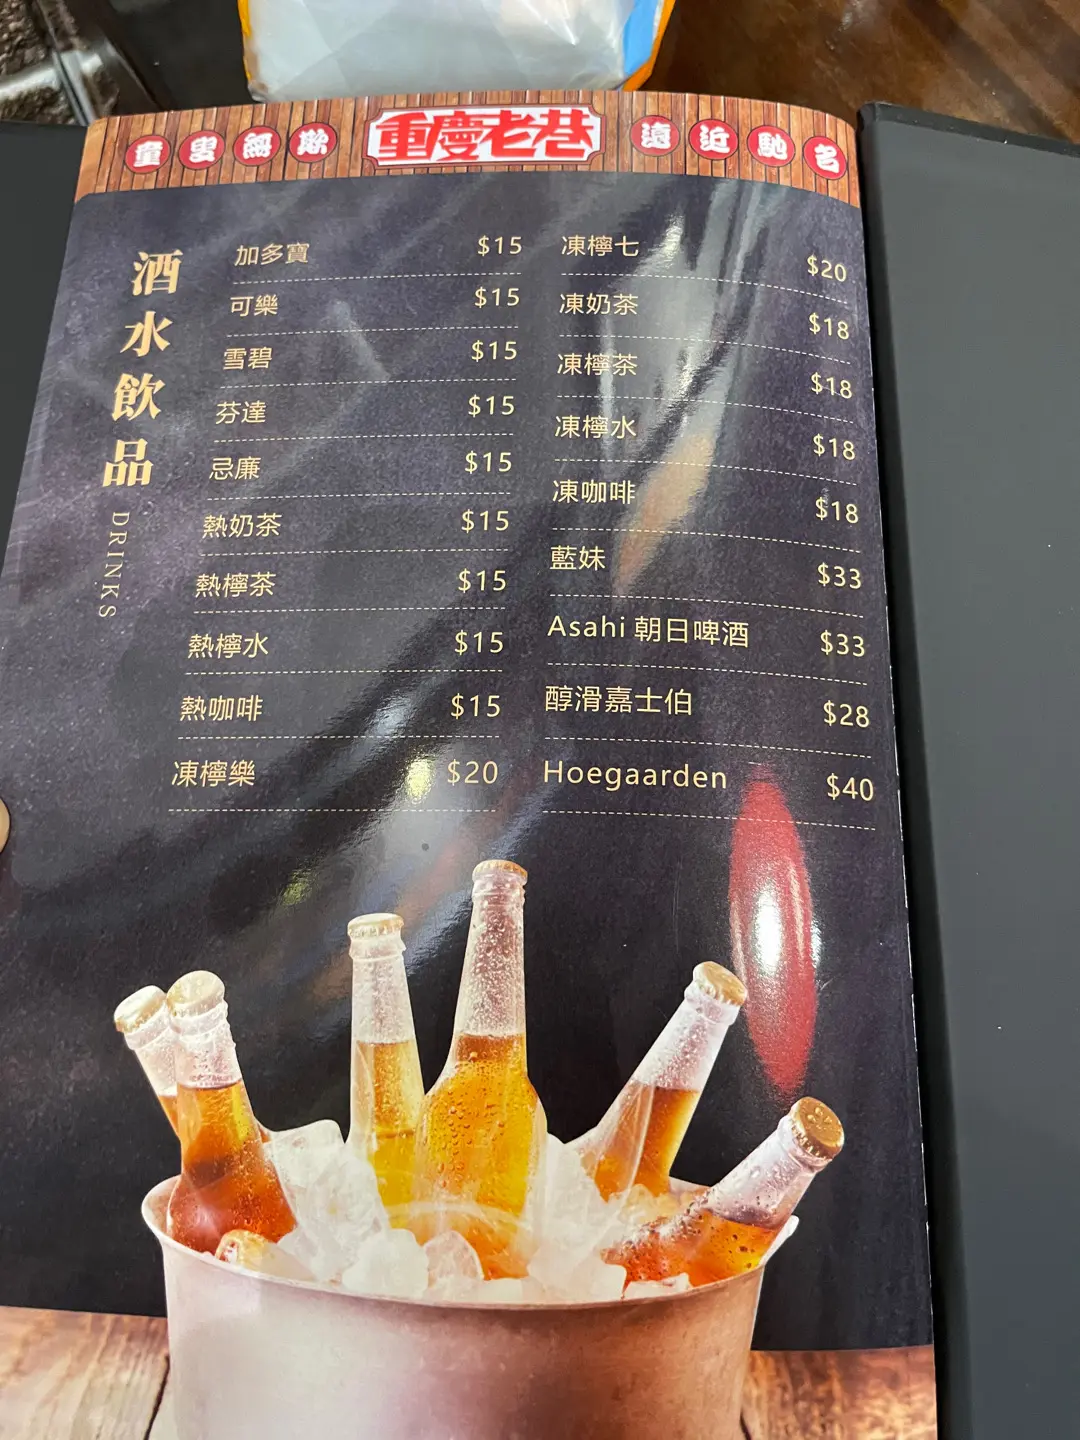 童叟無欺
重慶老巷
遠近馳名
酒水飲品
DRINKS
加多寶 $15
可樂 $15
雪碧 $15
芬達 $15
忌廉 $15
熱奶茶 $15
熱檸茶 $15
熱檸水 $15
熱咖啡 $15
凍檸樂 $20
凍檸七 $20
凍奶茶 $18
凍檸茶 $18
凍檸水 $18
凍咖啡 $18
藍妹 $33
Asahi 朝日啤酒 $33
醇滑嘉士伯 $28
Hoegaarden $40